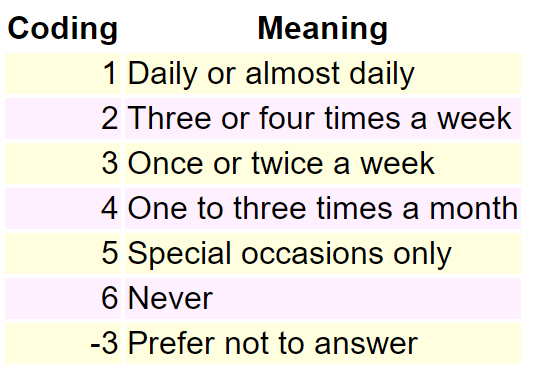 Coding Meaning
1 Daily or almost daily
2 Three or four times a week
3 Once or twice a week
4 One to three times a month
5 Special occasions only
6 Never
-3 Prefer not to answer